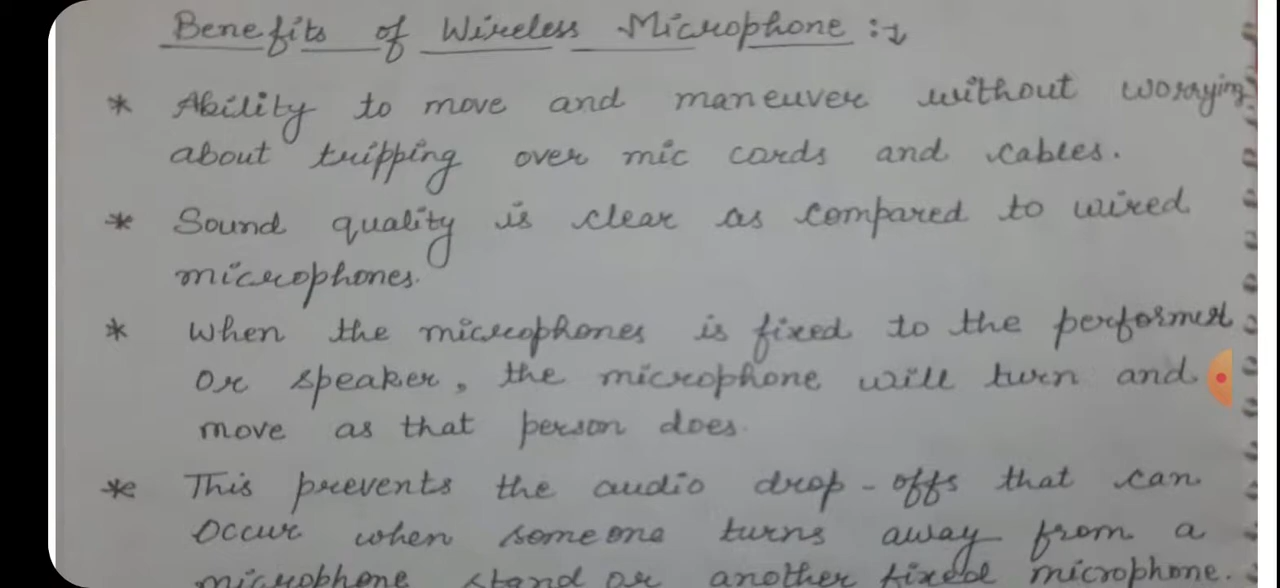 Benefits of Wireless Microphone :↴
* Ability to move and maneuver without worrying
about tripping over mic cords and cables.
* Sound quality is clear as compared to wired
microphones.
* When the microphones is fixed to the performer
or speaker, the microphone will turn and
move as that person does.
* This prevents the audio drop-offs that can
occur when someone turns away from a
microphone stand or another fixed microphone.